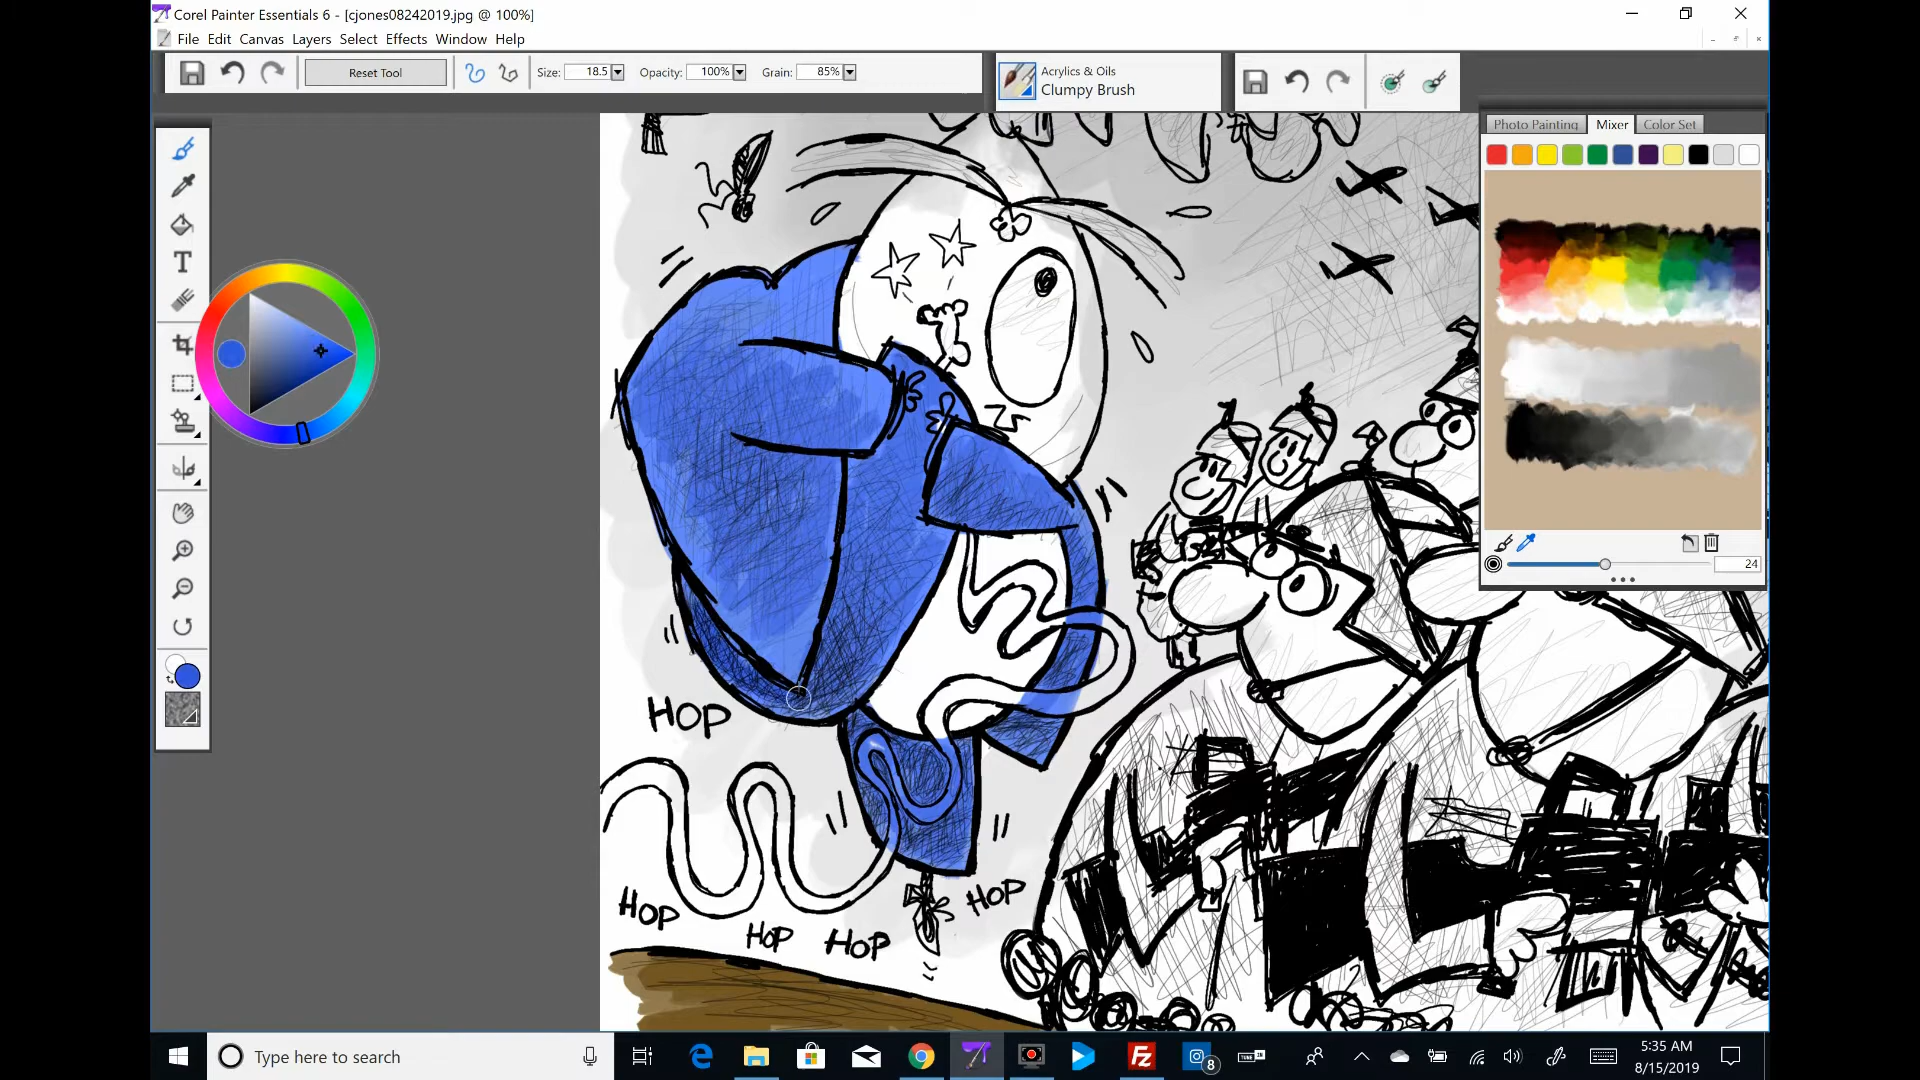 Corel Painter Essentials 6 - [cjones08242019.jpg @ 100%]
File Edit Canvas Layers Select Effects Window Help
Reset Tool
Size: 18.5
Opacity: 100%
Grain: 85%
Acrylics & Oils
Clumpy Brush
Photo Painting Mixer Color Set
T
24
HOP
HOP
HOP
HOP
HOP
Type here to search
8
5:35 AM
8/15/2019